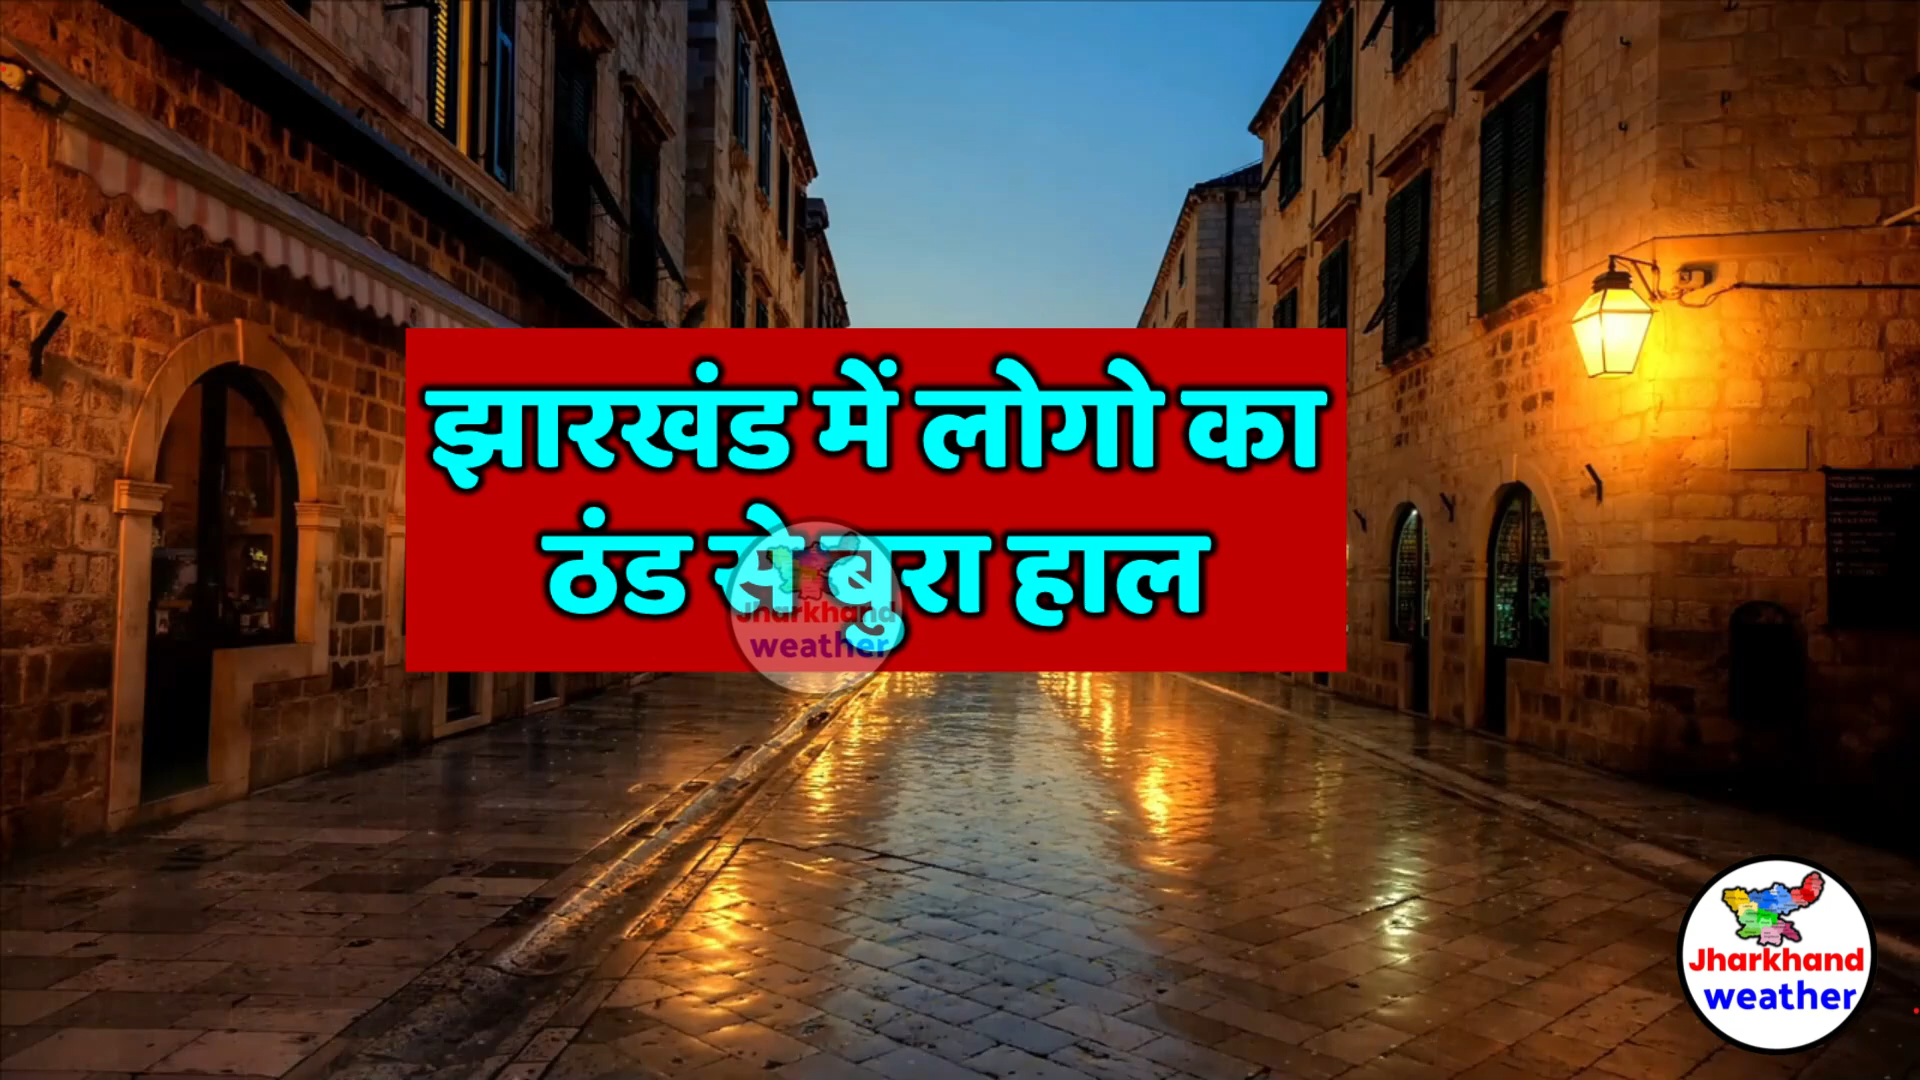 झारखंड में लोगो का
ठंड से बुरा हाल
Jharkhand
weather
Jharkhand
weather